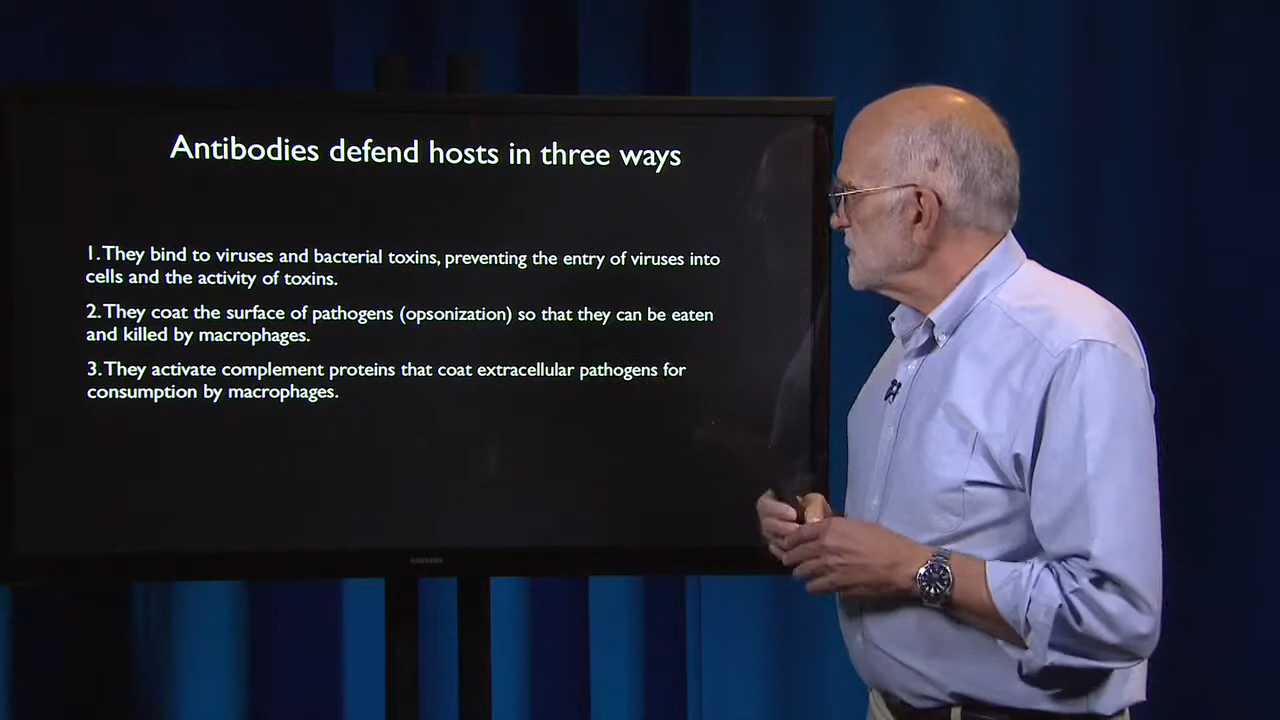 Antibodies defend hosts in three ways
1. They bind to viruses and bacterial toxins, preventing the entry of viruses into
cells and the activity of toxins.
2. They coat the surface of pathogens (opsonization) so that they can be eaten
and killed by macrophages.
3. They activate complement proteins that coat extracellular pathogens for
consumption by macrophages.
SAMSUNG